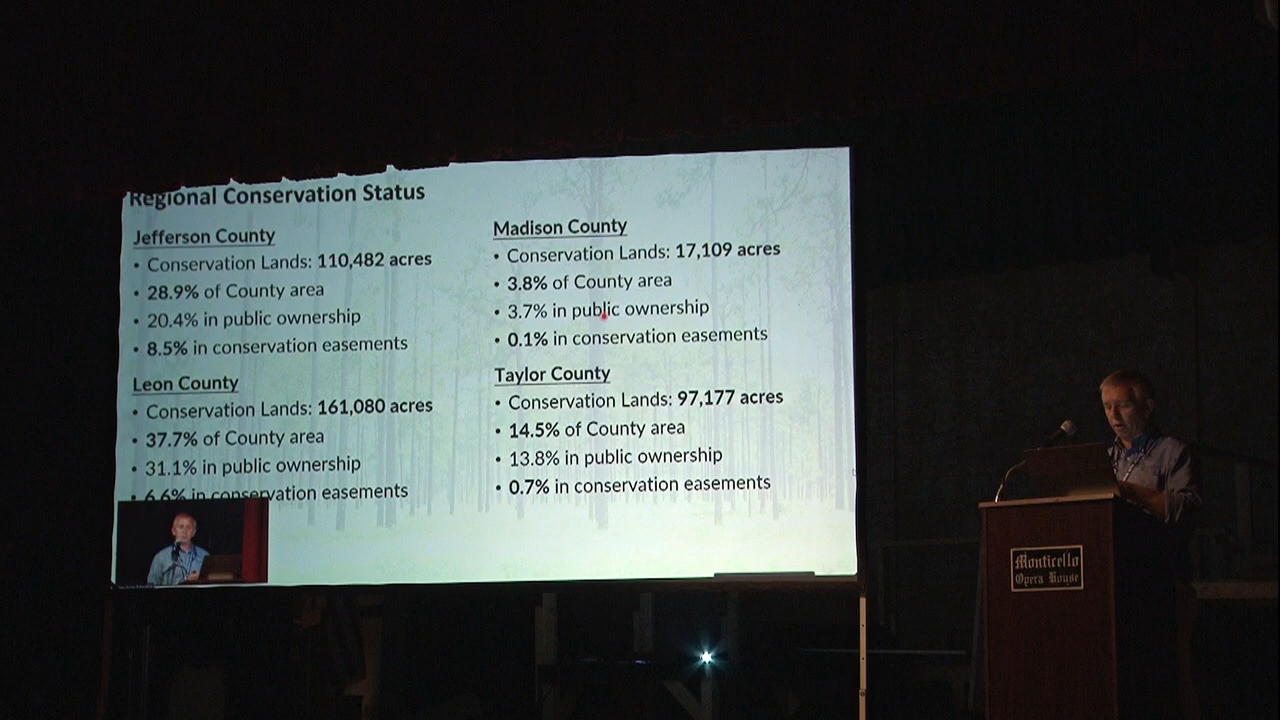 Regional Conservation Status
Jefferson County
• Conservation Lands: 110,482 acres
• 28.9% of County area
• 20.4% in public ownership
• 8.5% in conservation easements
Leon County
• Conservation Lands: 161,080 acres
• 37.7% of County area
• 31.1% in public ownership
• 6.6% in conservation easements
Madison County
• Conservation Lands: 17,109 acres
• 3.8% of County area
• 3.7% in public ownership
• 0.1% in conservation easements
Taylor County
• Conservation Lands: 97,177 acres
• 14.5% of County area
• 13.8% in public ownership
• 0.7% in conservation easements
Monticello
Opera House